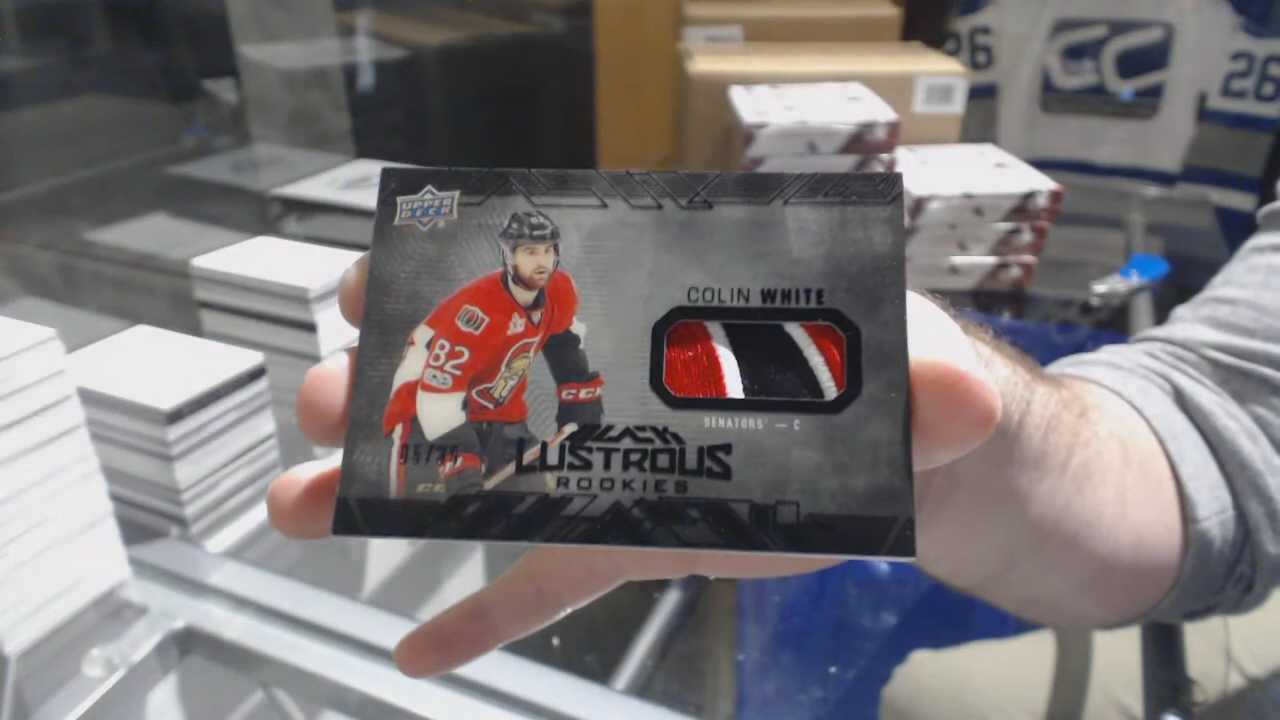 UPPER DECK
COLIN WHITE
82
CCM
SENATORS' — C
LUSTROUS
ROOKIES
26
26